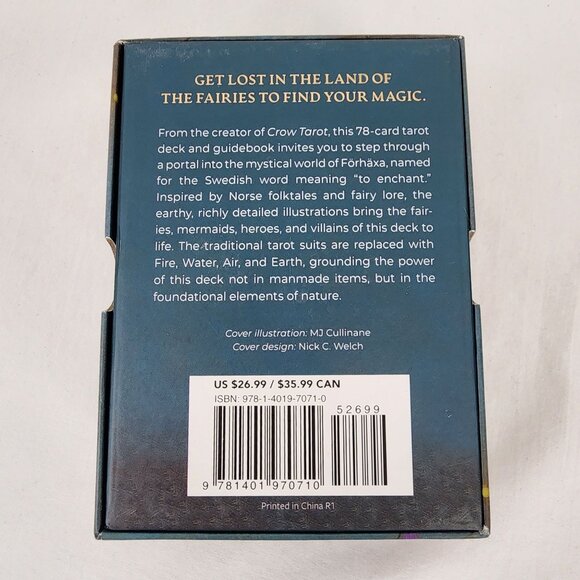 GET LOST IN THE LAND OF
THE FAIRIES TO FIND YOUR MAGIC.
From the creator of Crow Tarot, this 78-card tarot
deck and guidebook invites you to step through
a portal into the mystical world of Förhäxa, named
for the Swedish word meaning “to enchant.”
Inspired by Norse folktales and fairy lore, the
earthy, richly detailed illustrations bring the fair-
ies, mermaids, heroes, and villains of this deck to
life. The traditional tarot suits are replaced with
Fire, Water, Air, and Earth, grounding the power
of this deck not in manmade items, but in the
foundational elements of nature.
Cover illustration: MJ Cullinane
Cover design: Nick C. Welch
US $26.99 / $35.99 CAN
ISBN: 978-1-4019-7071-0
52699
9 781401 970710
Printed in China R1